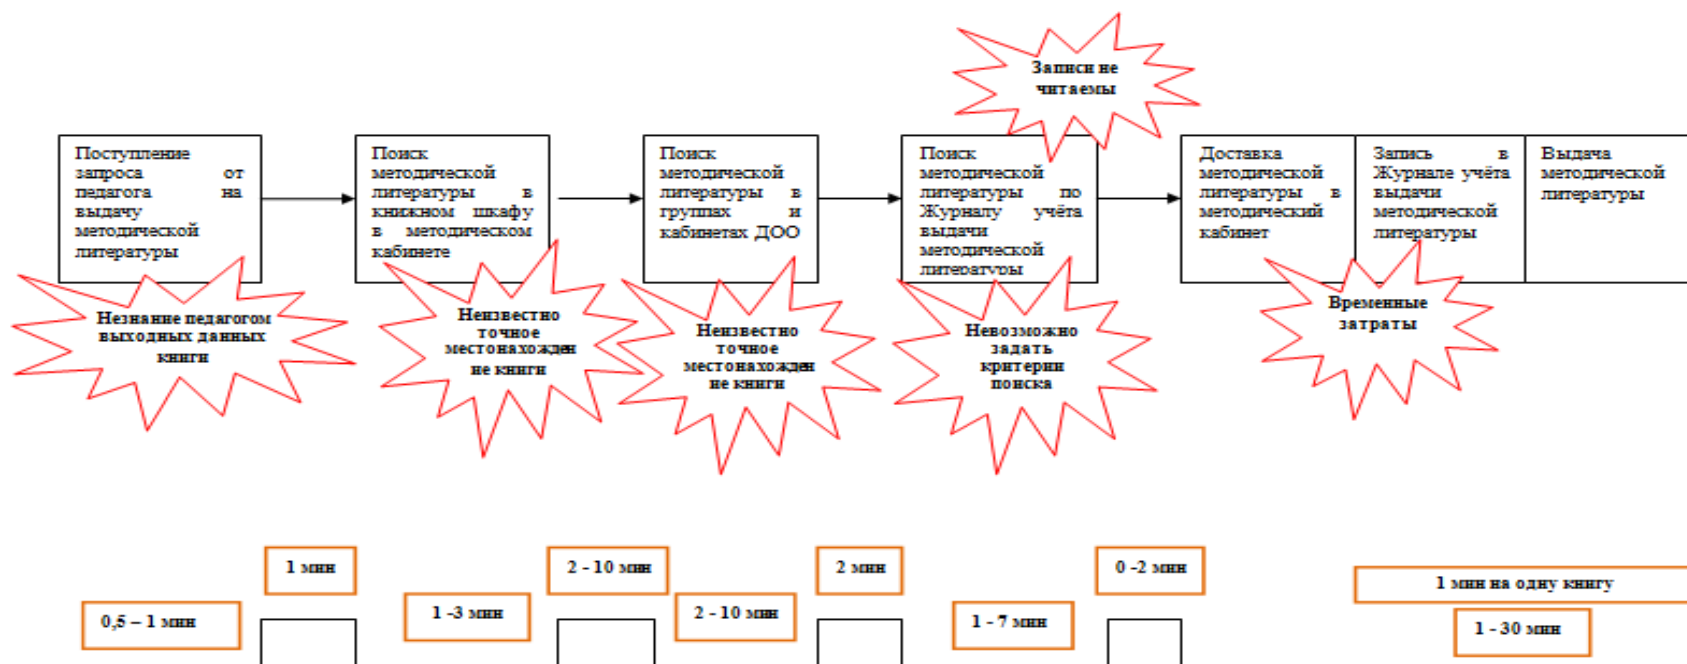 Записи не
читаемы
Поступление
запроса от
педагога на
выдачу
методической
литературы
Поиск
методической
литературы в
книжном шкафу
в методическом
кабинете
Поиск
методической
литературы в
группах и
кабинетах ДОО
Поиск
методической
литературы по
Журналу учёта
выдачи
методической
литературы
Доставка
методической
литературы в
методический
кабинет
Запись в
Журнале учёта
выдачи
методической
литературы
Выдача
методической
литературы
Незнание педагогом
выходных данных
книги
Неизвестно
точное
местонахожден
ие книги
Неизвестно
точное
местонахожден
ие книги
Невозможно
задать
критерии
поиска
Временные
затраты
1 мин
2 - 10 мин
2 мин
0 -2 мин
1 мин на одну книгу
0,5 – 1 мин
1 -3 мин
2 - 10 мин
1 - 7 мин
1 - 30 мин